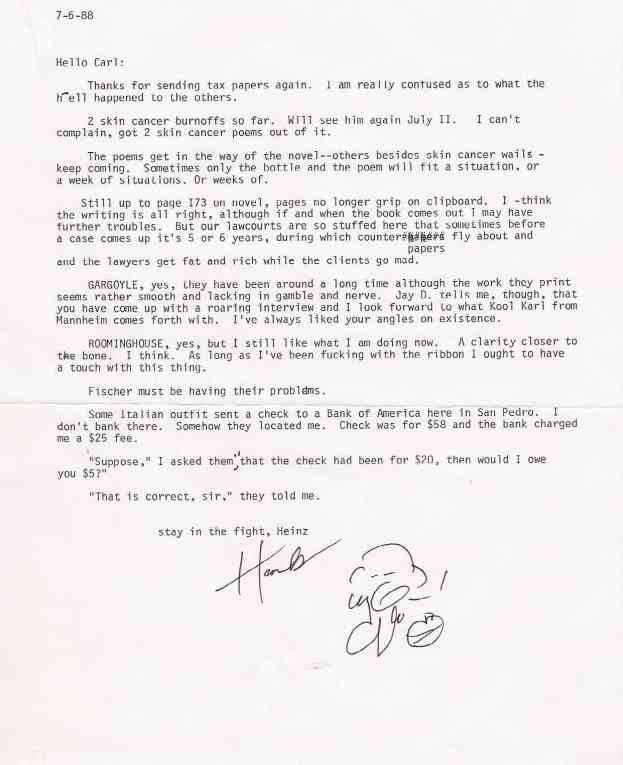 7-6-88
Hello Carl:
Thanks for sending tax papers again. I am really confused as to what the
hell happened to the others.
2 skin cancer burnoffs so far. Will see him again July II. I can't
complain, got 2 skin cancer poems out of it.
The poems get in the way of the novel--others besides skin cancer wails -
keep coming. Sometimes only the bottle and the poem will fit a situation. or
a week of situations. Or weeks of.
Still up to page I73 on novel, pages no longer grip on clipboard. I -think
the writing is all right, although if and when the book comes out I may have
further troubles. But our lawcourts are so stuffed here that sometimes before
a case comes up it's 5 or 6 years, during which counter fly about and
papers
and the lawyers get fat and rich while the clients go mad.
GARGOYLE, yes, they have been around a long time although the work they print
seems rather smooth and lacking in gamble and nerve. Jay D. tells me, though, that
you have come up with a roaring interview and I look forward to what Kool Karl from
Mannheim comes forth with. I've always liked your angles on existence.
ROOMINGHOUSE, yes, but I still like what I am doing now. A clarity closer to
the bone. I think. As long as I've been fucking with the ribbon I ought to have
a touch with this thing.
Fischer must be having their problems.
Some Italian outfit sent a check to a Bank of America here in San Pedro. I
don't bank there. Somehow they located me. Check was for $58 and the bank charged
me a $25 fee.
"Suppose," I asked them," that the check had been for $20, then would I owe
you $5?"
"That is correct, sir," they told me.
stay in the fight, Heinz
Hank